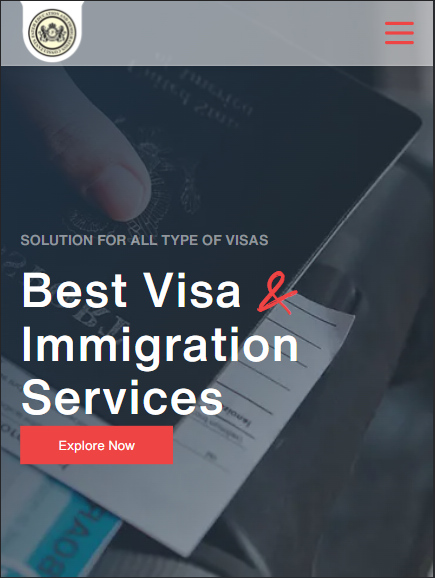 SOLUTION FOR ALL TYPE OF VISAS
Best Visa &
Immigration
Services
Explore Now